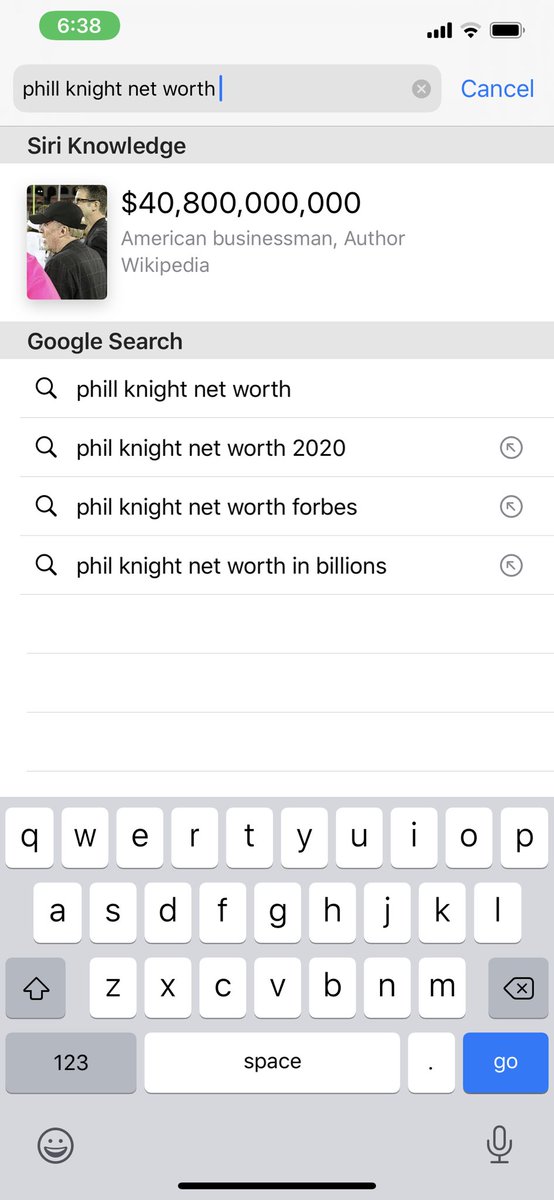 6:38
phill knight net worth
Cancel
Siri Knowledge
$40,800,000,000
American businessman, Author
Wikipedia
Google Search
phill knight net worth
phil knight net worth 2020
phil knight net worth forbes
phil knight net worth in billions
q w e r t y u i o p
a s d f g h j k l
z x c v b n m
123 space . go